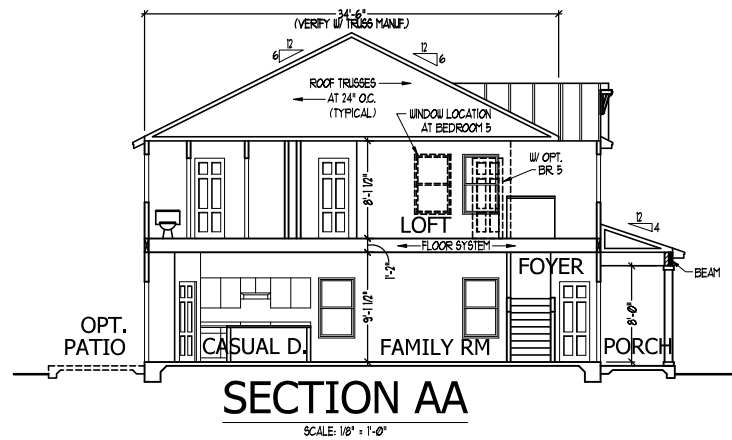 34'-6"
(VERIFY W/ TRUSS MANUF.)
12
6
12
6
ROOF TRUSSES
AT 24" O.C.
(TYPICAL)
WINDOW LOCATION
AT BEDROOM 5
W/ OPT.
BR. 5
8'-1 1/2"
LOFT
12
4
FLOOR SYSTEM
1'-2"
FOYER
BEAM
9'-1 1/2"
8'-0"
OPT.
PATIO
CASUAL D.
FAMILY RM
PORCH
SECTION AA
SCALE: 1/8" = 1'-0"